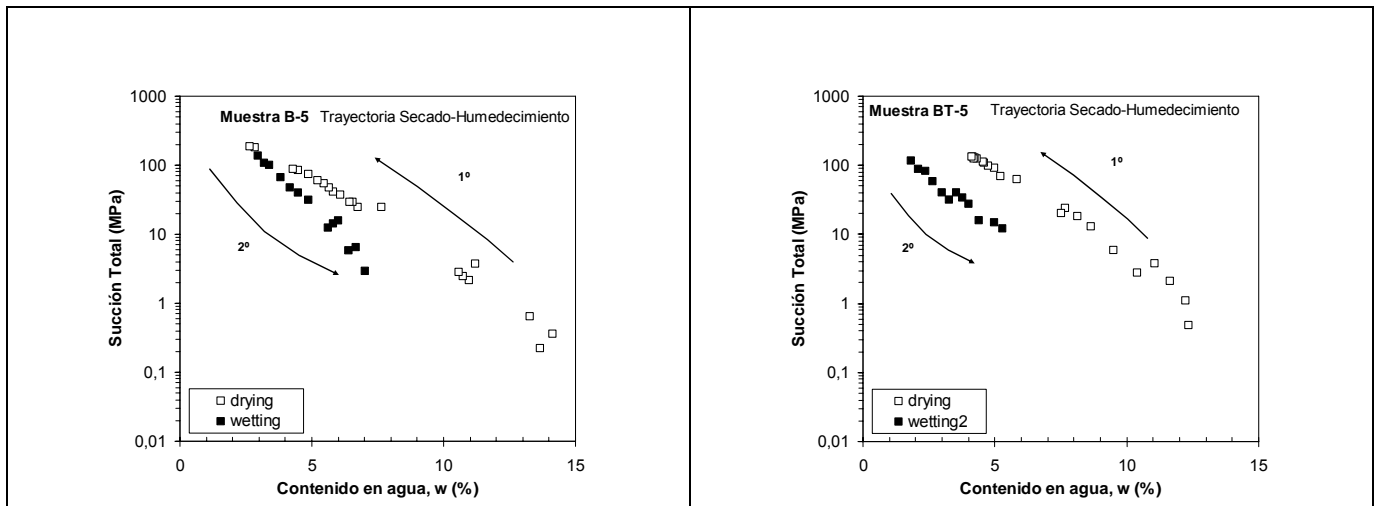 Muestra B-5 Trayectoria Secado-Humedecimiento
Succión Total (MPa)
1000
100
10
1
0,1
0,01
1º
2º
drying
wetting
0 5 10 15
Contenido en agua, w (%)
Muestra BT-5 Trayectoria Secado-Humedecimiento
Succión Total (MPa)
1000
100
10
1
0,1
0,01
1º
2º
drying
wetting2
0 5 10 15
Contenido en agua, w (%)